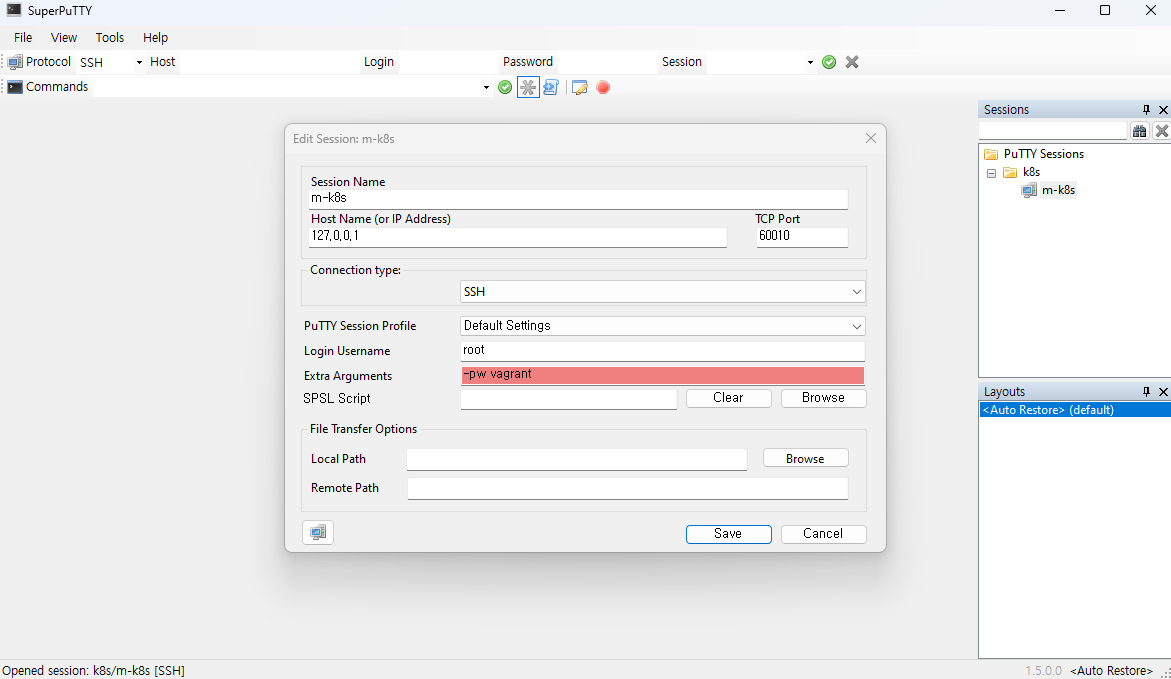 SuperPuTTY
File View Tools Help
Protocol SSH Host Login Password Session
Commands
Sessions
PuTTY Sessions
k8s
m-k8s
Edit Session: m-k8s
Session Name
m-k8s
Host Name (or IP Address) TCP Port
127,0,0,1 60010
Connection type:
SSH
PuTTY Session Profile Default Settings
Login Username root
Extra Arguments -pw vagrant
SPSL Script Clear Browse
File Transfer Options
Local Path Browse
Remote Path
Save Cancel
Layouts
<Auto Restore> (default)
Opened session: k8s/m-k8s [SSH] 1.5.0.0 <Auto Restore>